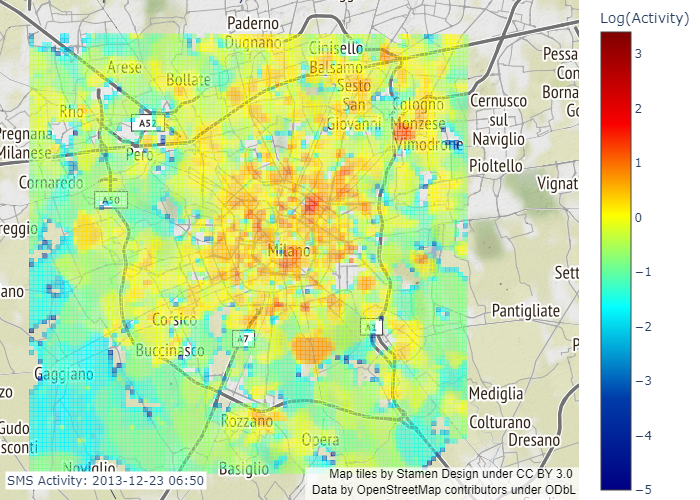 Paderno
Dugnano
Cinisello
Balsamo
Arese
Bollate
Sesto
San
Giovanni
Rho
A52
Pero
Pregnana
Milanese
Cologno
Monzese
Vimodrone
Cernusco
sul
Naviglio
Pioltello
Pessa
Con
Borna
Go
Vignat
Cornaredo
A50
reggio
Milano
Sett
ano
Pantigliate
Corsico
A7
A1
Buccinasco
P
Gaggiano
zo
Mediglia
Gudo
sconti
Rozzano
Opera
Colturano
Dresano
Noviglio
Basiglio
SMS Activity: 2013-12-23 06:50
Map tiles by Stamen Design under CC BY 3.0
Data by OpenStreetMap contributors under ODbL
Log(Activity)
3
2
1
0
−1
−2
−3
−4
−5